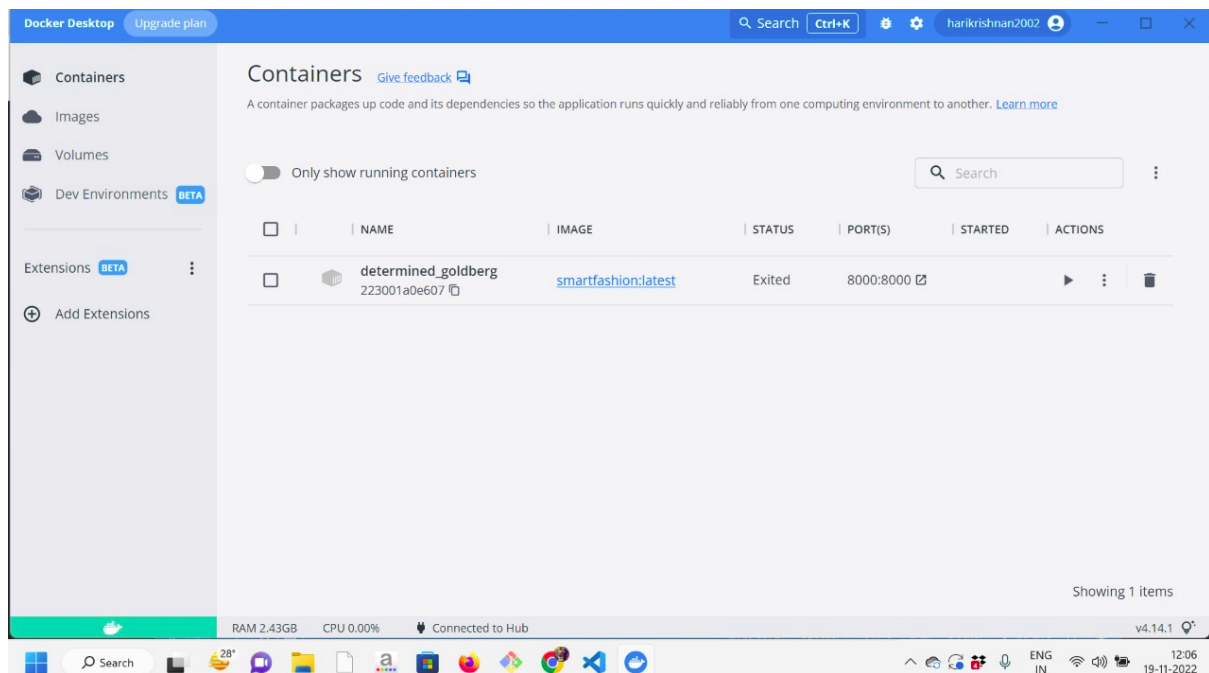 Docker Desktop Upgrade plan Search Ctrl+K harikrishnan2002
Containers
Images
Volumes
Dev Environments BETA
Extensions BETA
Add Extensions
Containers Give feedback
A container packages up code and its dependencies so the application runs quickly and reliably from one computing environment to another. Learn more
Only show running containers
Search
NAME IMAGE STATUS PORT(S) STARTED ACTIONS
determined_goldberg
223001a0e607
smartfashion:latest Exited 8000:8000
Showing 1 items
RAM 2.43GB CPU 0.00% Connected to Hub v4.14.1
28°
Search
a
ENG
IN
12:06
19-11-2022